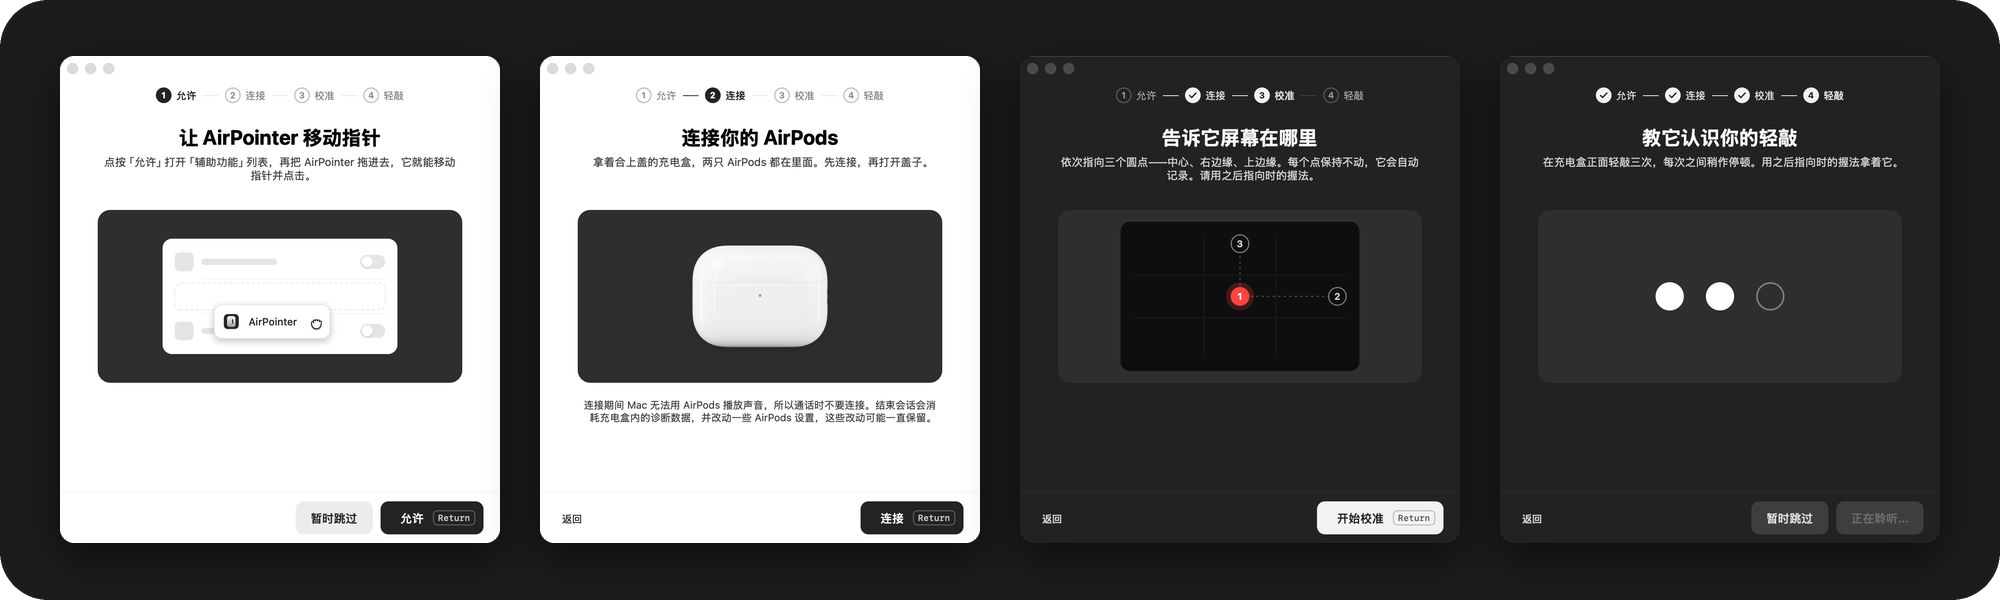 1 允许 2 连接 3 校准 4 轻敲
让 AirPointer 移动指针
点按「允许」打开「辅助功能」列表，再把 AirPointer 拖进去，它就能移动
指针并点击。
AirPointer
暂时跳过
允许 Return
1 允许 2 连接 3 校准 4 轻敲
连接你的 AirPods
拿着合上盖的充电盒，两只 AirPods 都在里面。先连接，再打开盖子。
连接期间 Mac 无法用 AirPods 播放声音，所以通话时不要连接。结束会话会消
耗充电盒内的诊断数据，并改动一些 AirPods 设置，这些改动可能一直保留。
返回
连接 Return
1 允许 连接 3 校准 4 轻敲
告诉它屏幕在哪里
依次指向三个圆点——中心、右边缘、上边缘。每个点保持不动，它会自动
记录。请用之后指向时的握法。
3
1
2
返回
开始校准 Return
允许 连接 校准 4 轻敲
教它认识你的轻敲
在充电盒正面轻敲三次，每次之间稍作停顿。用之后指向时的握法拿着它。
返回
暂时跳过
正在聆听...